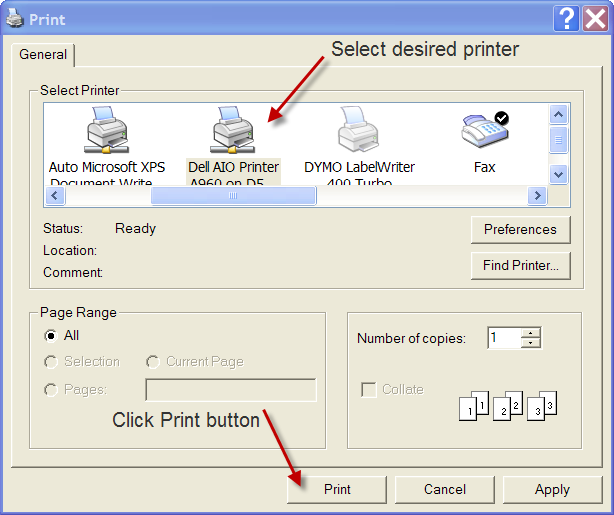 Print
General
Select desired printer
Select Printer
Auto Microsoft XPS
Document Write...
Dell AIO Printer
A960 on D5...
DYMO LabelWriter
400 Turbo
Fax
Status: Ready
Location:
Comment:
Preferences
Find Printer...
Page Range
All
Selection
Current Page
Pages:
Number of copies: 1
Collate
1 1 2 2 3 3
Click Print button
Print
Cancel
Apply